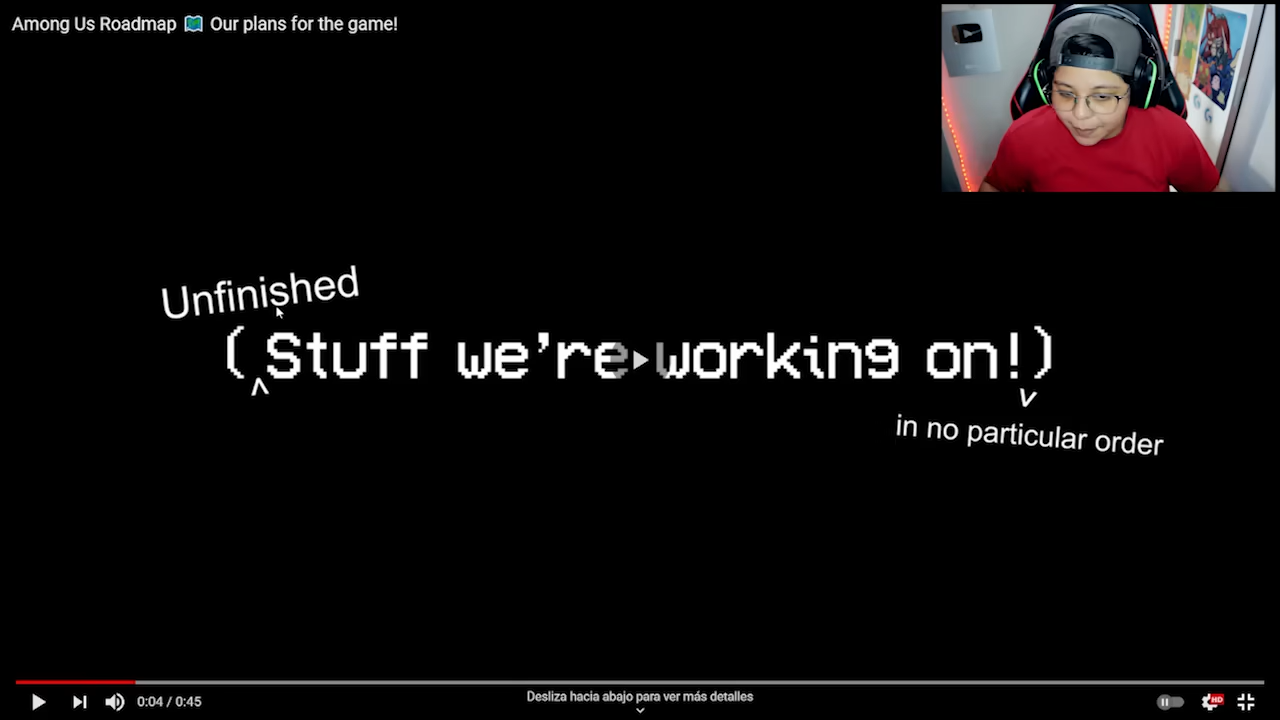 Among Us Roadmap 🗺️ Our plans for the game!
Unfinished
(^Stuff we're working on!)
v
in no particular order
0:04 / 0:45
Desliza hacia abajo para ver más detalles
HD